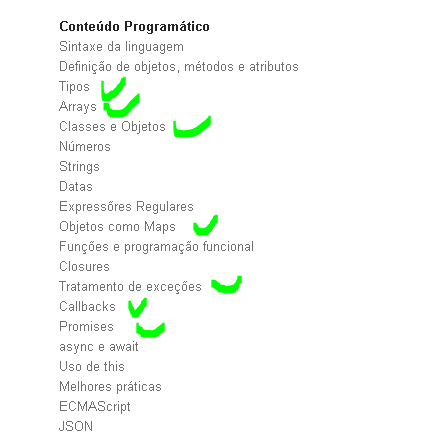 Conteúdo Programático
Sintaxe da linguagem
Definição de objetos, métodos e atributos
Tipos
Arrays
Classes e Objetos
Números
Strings
Datas
Expressőres Regulares
Objetos como Maps
Funções e programação funcional
Closures
Tratamento de exceções
Callbacks
Promises
async e await
Uso de this
Melhores práticas
ECMAScript
JSON